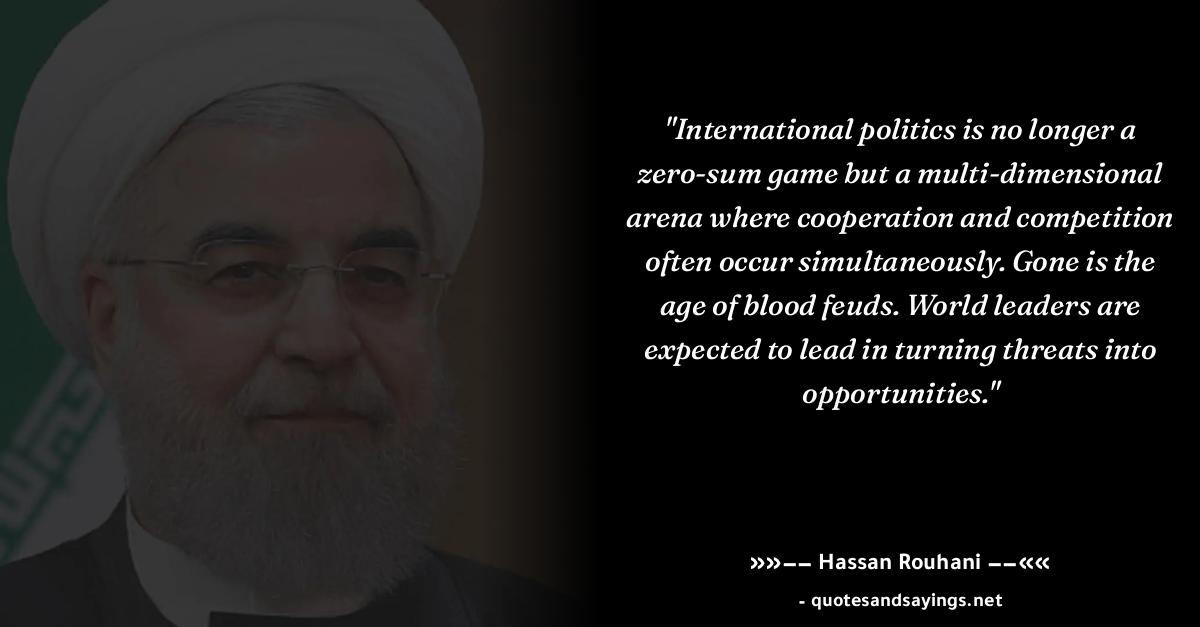 "International politics is no longer a
zero-sum game but a multi-dimensional
arena where cooperation and competition
often occur simultaneously. Gone is the
age of blood feuds. World leaders are
expected to lead in turning threats into
opportunities."
»»–– Hassan Rouhani ––««
- quotesandsayings.net